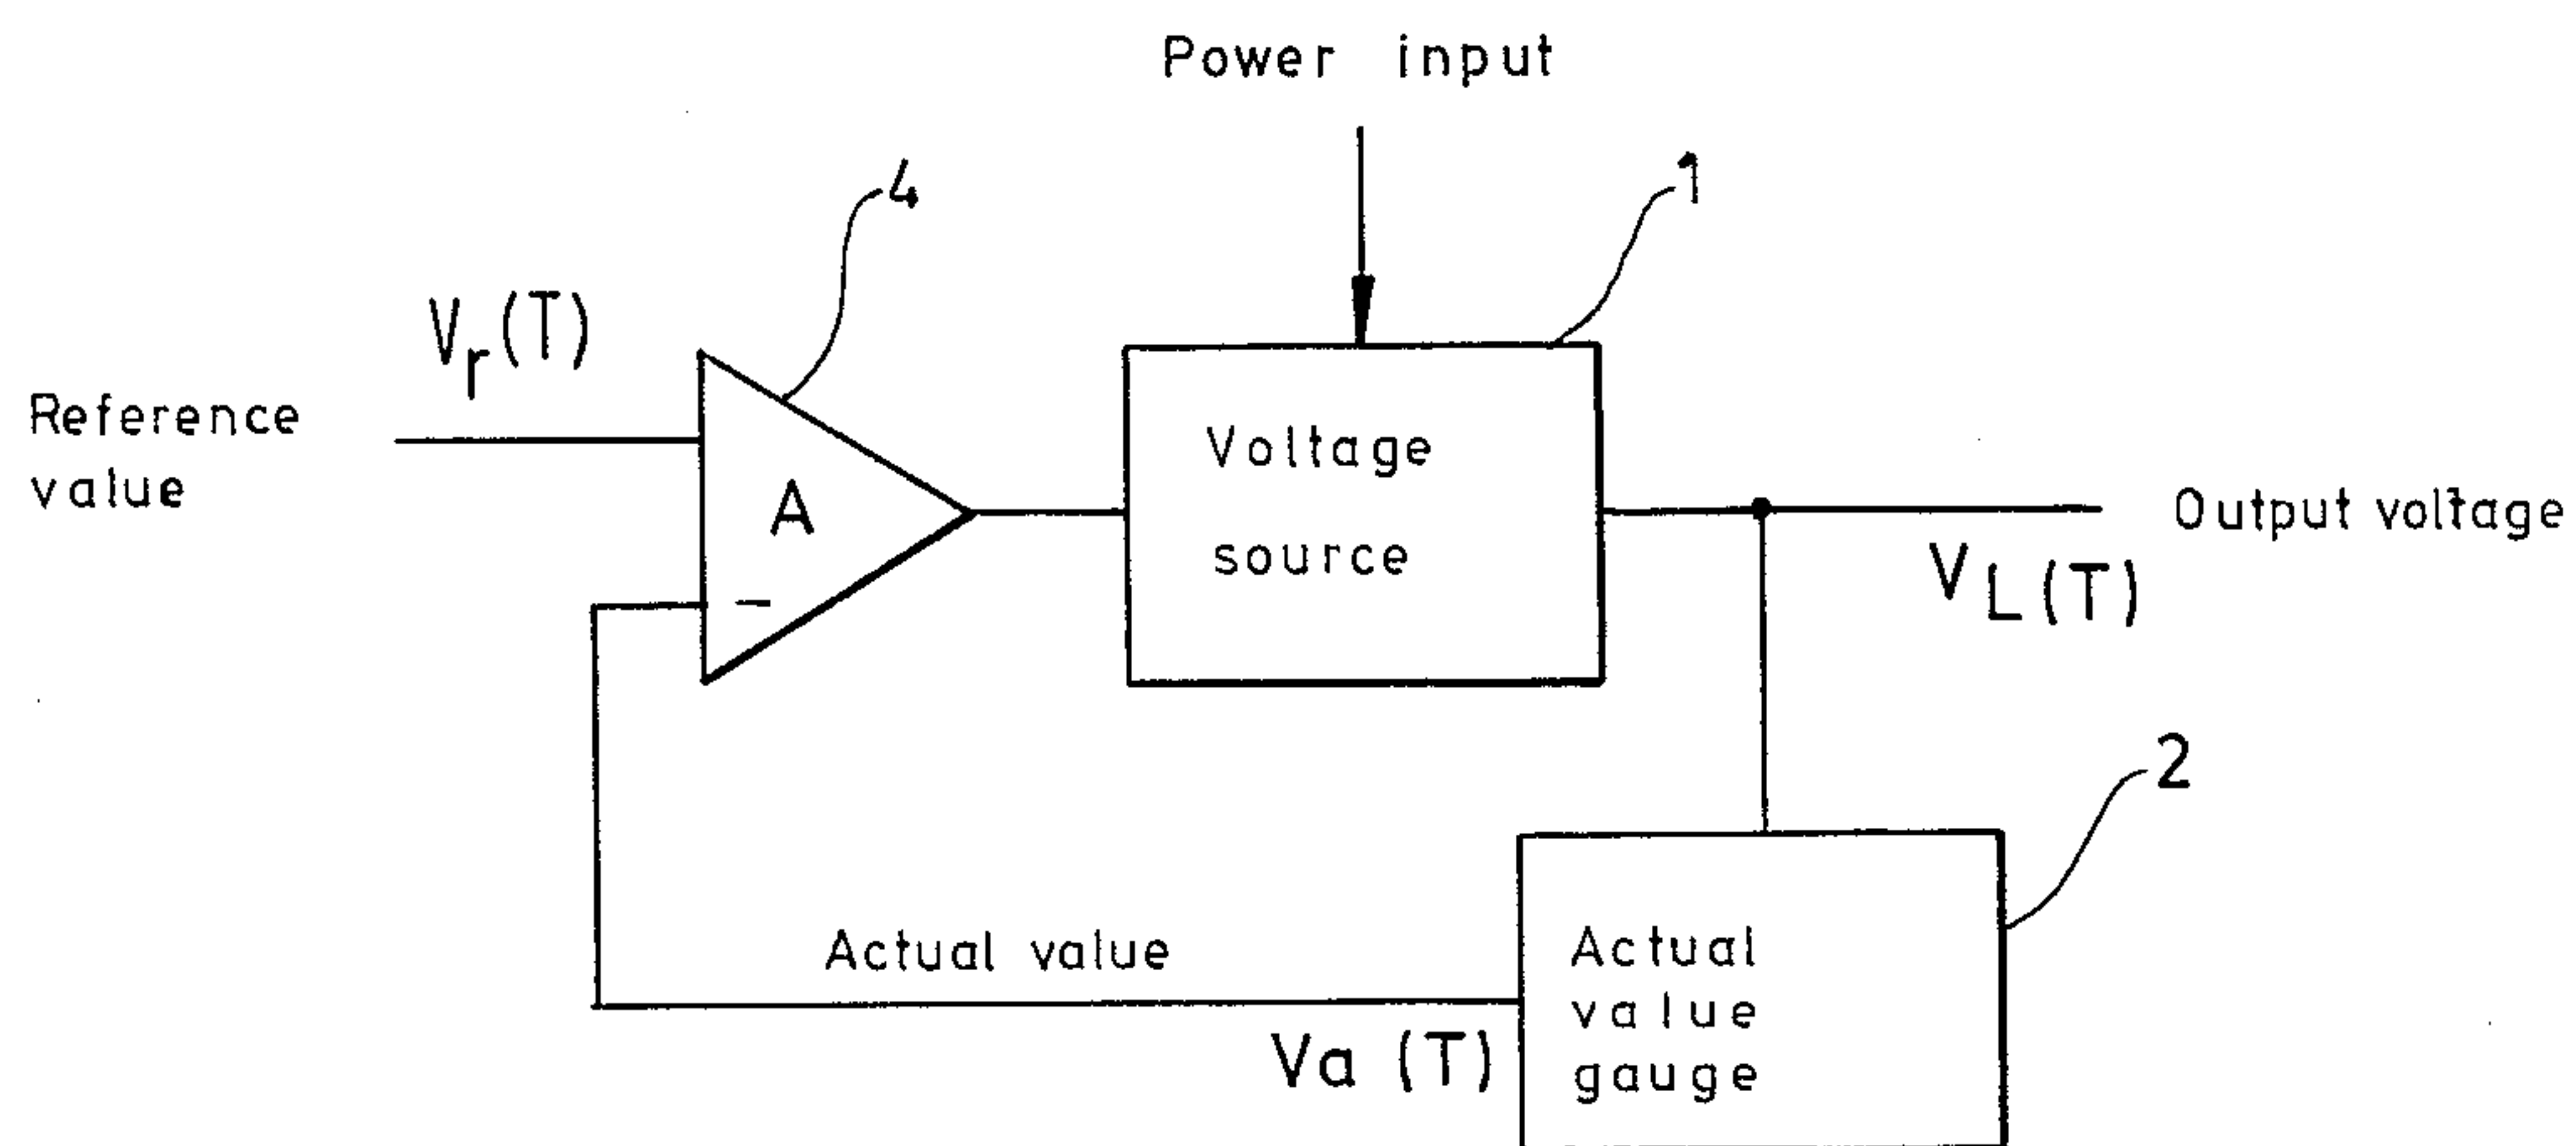 Power input
4
1
Vr(T)
Reference
value
A
–
Voltage
source
Output voltage
VL(T)
2
Actual value
Va (T)
Actual
value
gauge